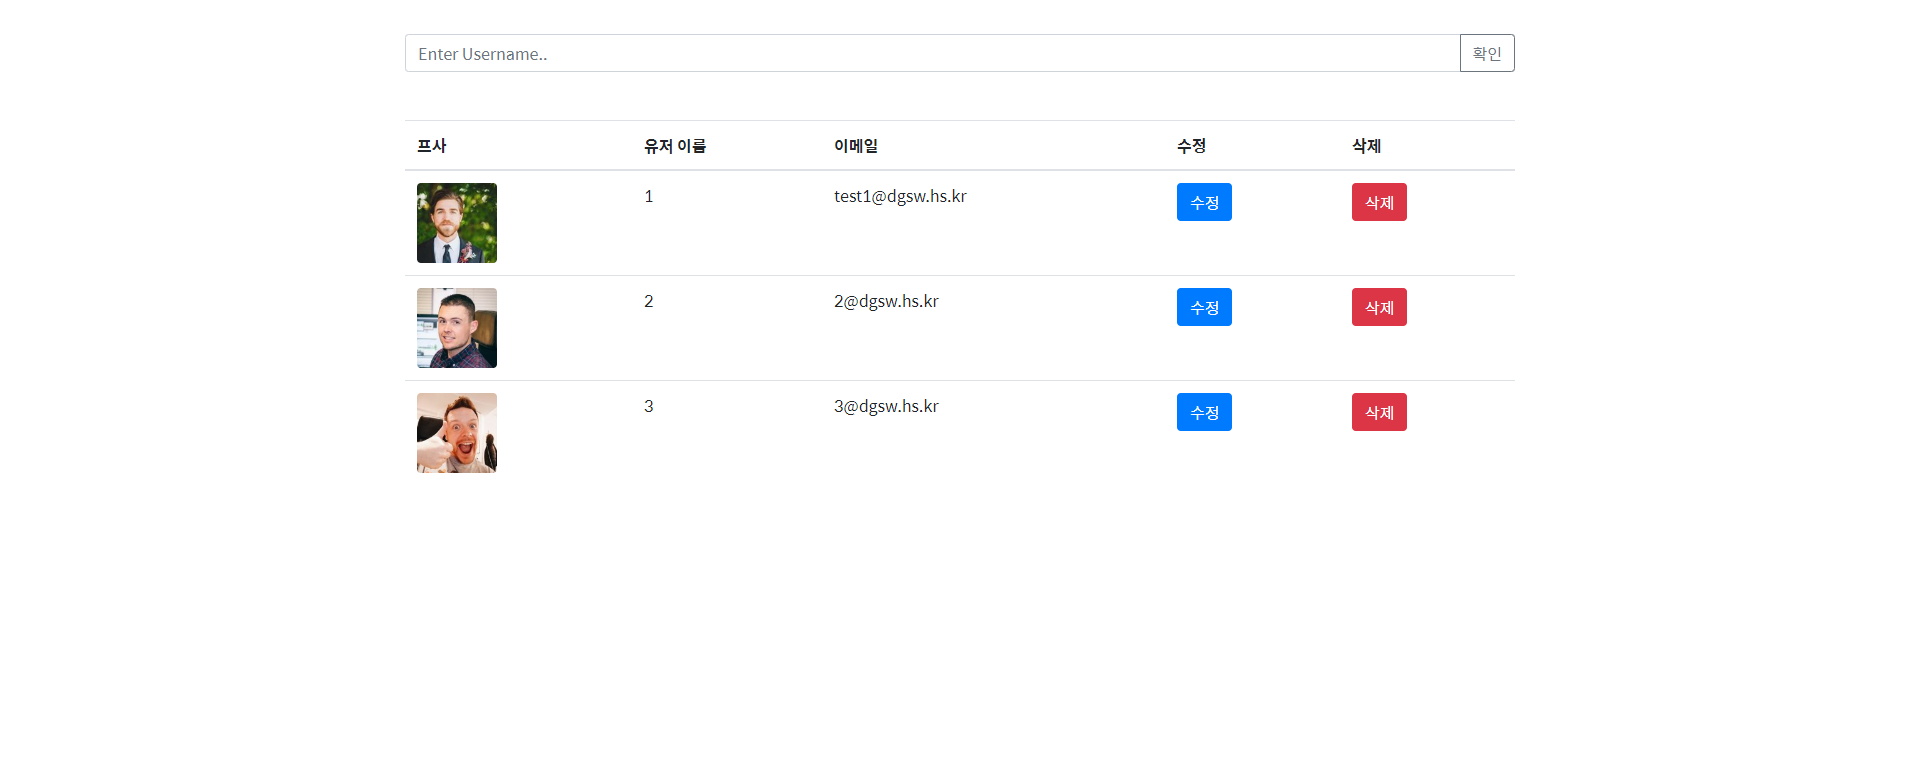 Enter Username.. 확인
프사 유저 이름 이메일 수정 삭제
1 test1@dgsw.hs.kr 수정 삭제
2 2@dgsw.hs.kr 수정 삭제
3 3@dgsw.hs.kr 수정 삭제